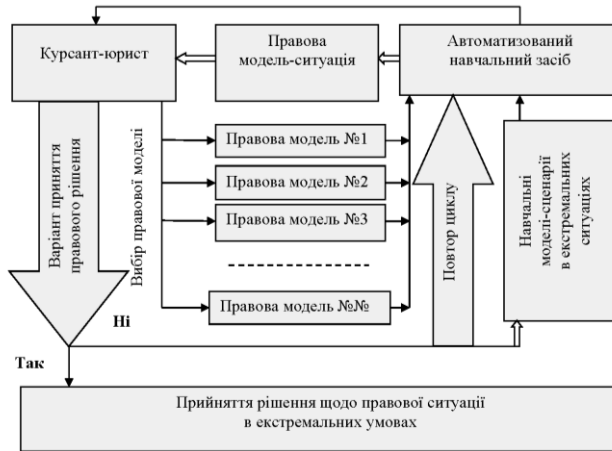 Курсант-юрист
Правова
модель-ситуація
Автоматизований
навчальний засіб
Варіант приняття
правового рішення
Вибір правової моделі
Правова модель №1
Правова модель №2
Правова модель №3
Правова модель №№
Повтор циклу
Навчальні
моделі-сценарії
в екстремальних
ситуаціях
Ні
Так
Прийняття рішення щодо правової ситуації
в екстремальних умовах